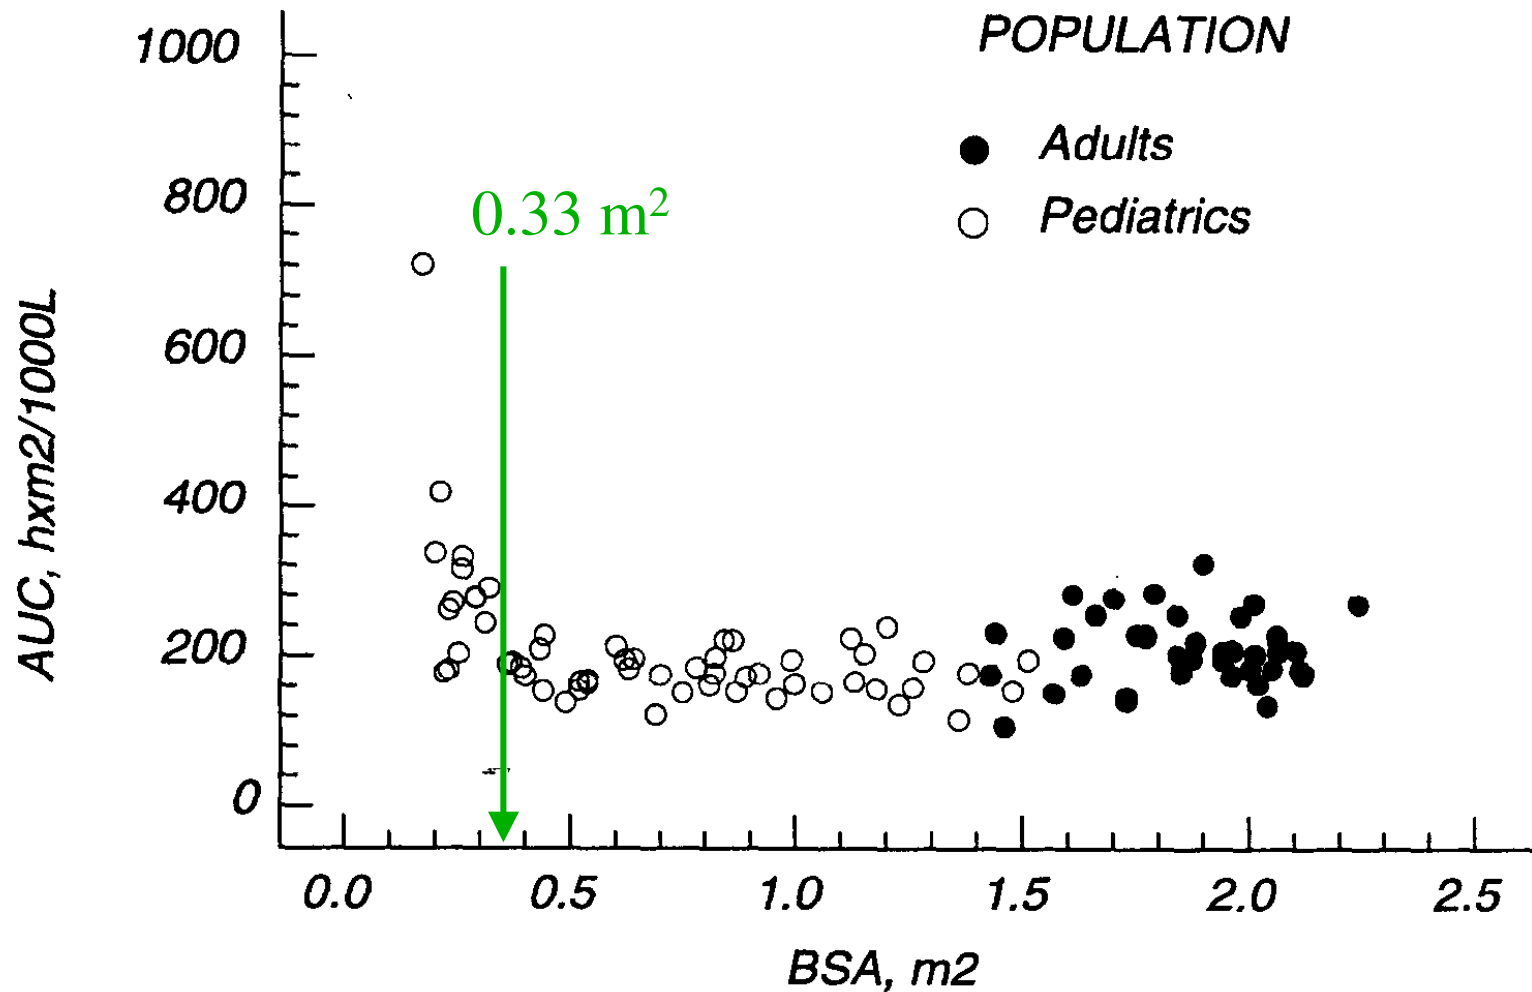 POPULATION
Adults
Pediatrics
0.33 m²
AUC, hxm2/1000L
1000
800
600
400
200
0
0.0 0.5 1.0 1.5 2.0 2.5
BSA, m2